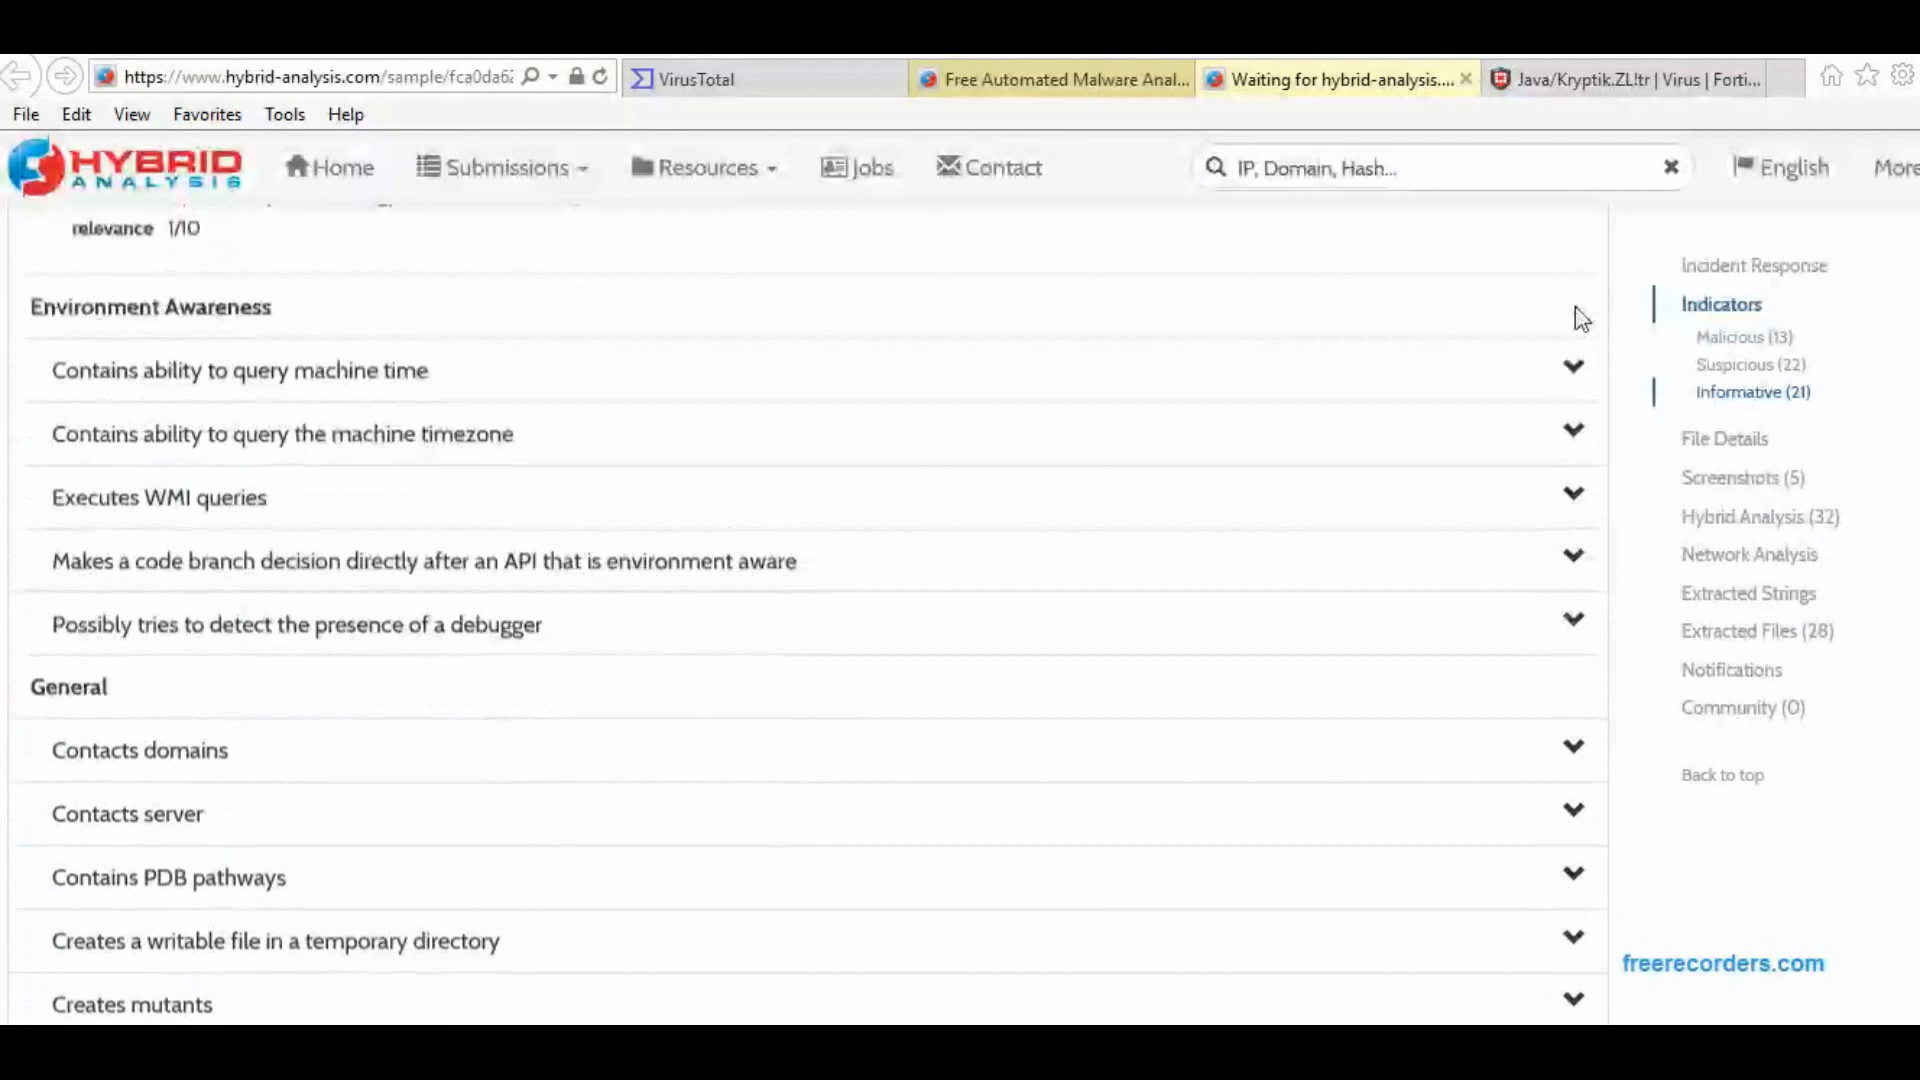 https://www.hybrid-analysis.com/sample/fca0da62
VirusTotal
Free Automated Malware Anal...
Waiting for hybrid-analysis....
Java/Kryptik.ZL!tr | Virus | Forti...
File Edit View Favorites Tools Help
HYBRID
ANALYSIS
Home
Submissions
Resources
Jobs
Contact
IP, Domain, Hash...
English
More
relevance 1/10
Environment Awareness
Contains ability to query machine time
Contains ability to query the machine timezone
Executes WMI queries
Makes a code branch decision directly after an API that is environment aware
Possibly tries to detect the presence of a debugger
General
Contacts domains
Contacts server
Contains PDB pathways
Creates a writable file in a temporary directory
Creates mutants
Incident Response
Indicators
Malicious (13)
Suspicious (22)
Informative (21)
File Details
Screenshots (5)
Hybrid Analysis (32)
Network Analysis
Extracted Strings
Extracted Files (28)
Notifications
Community (0)
Back to top
freerecorders.com